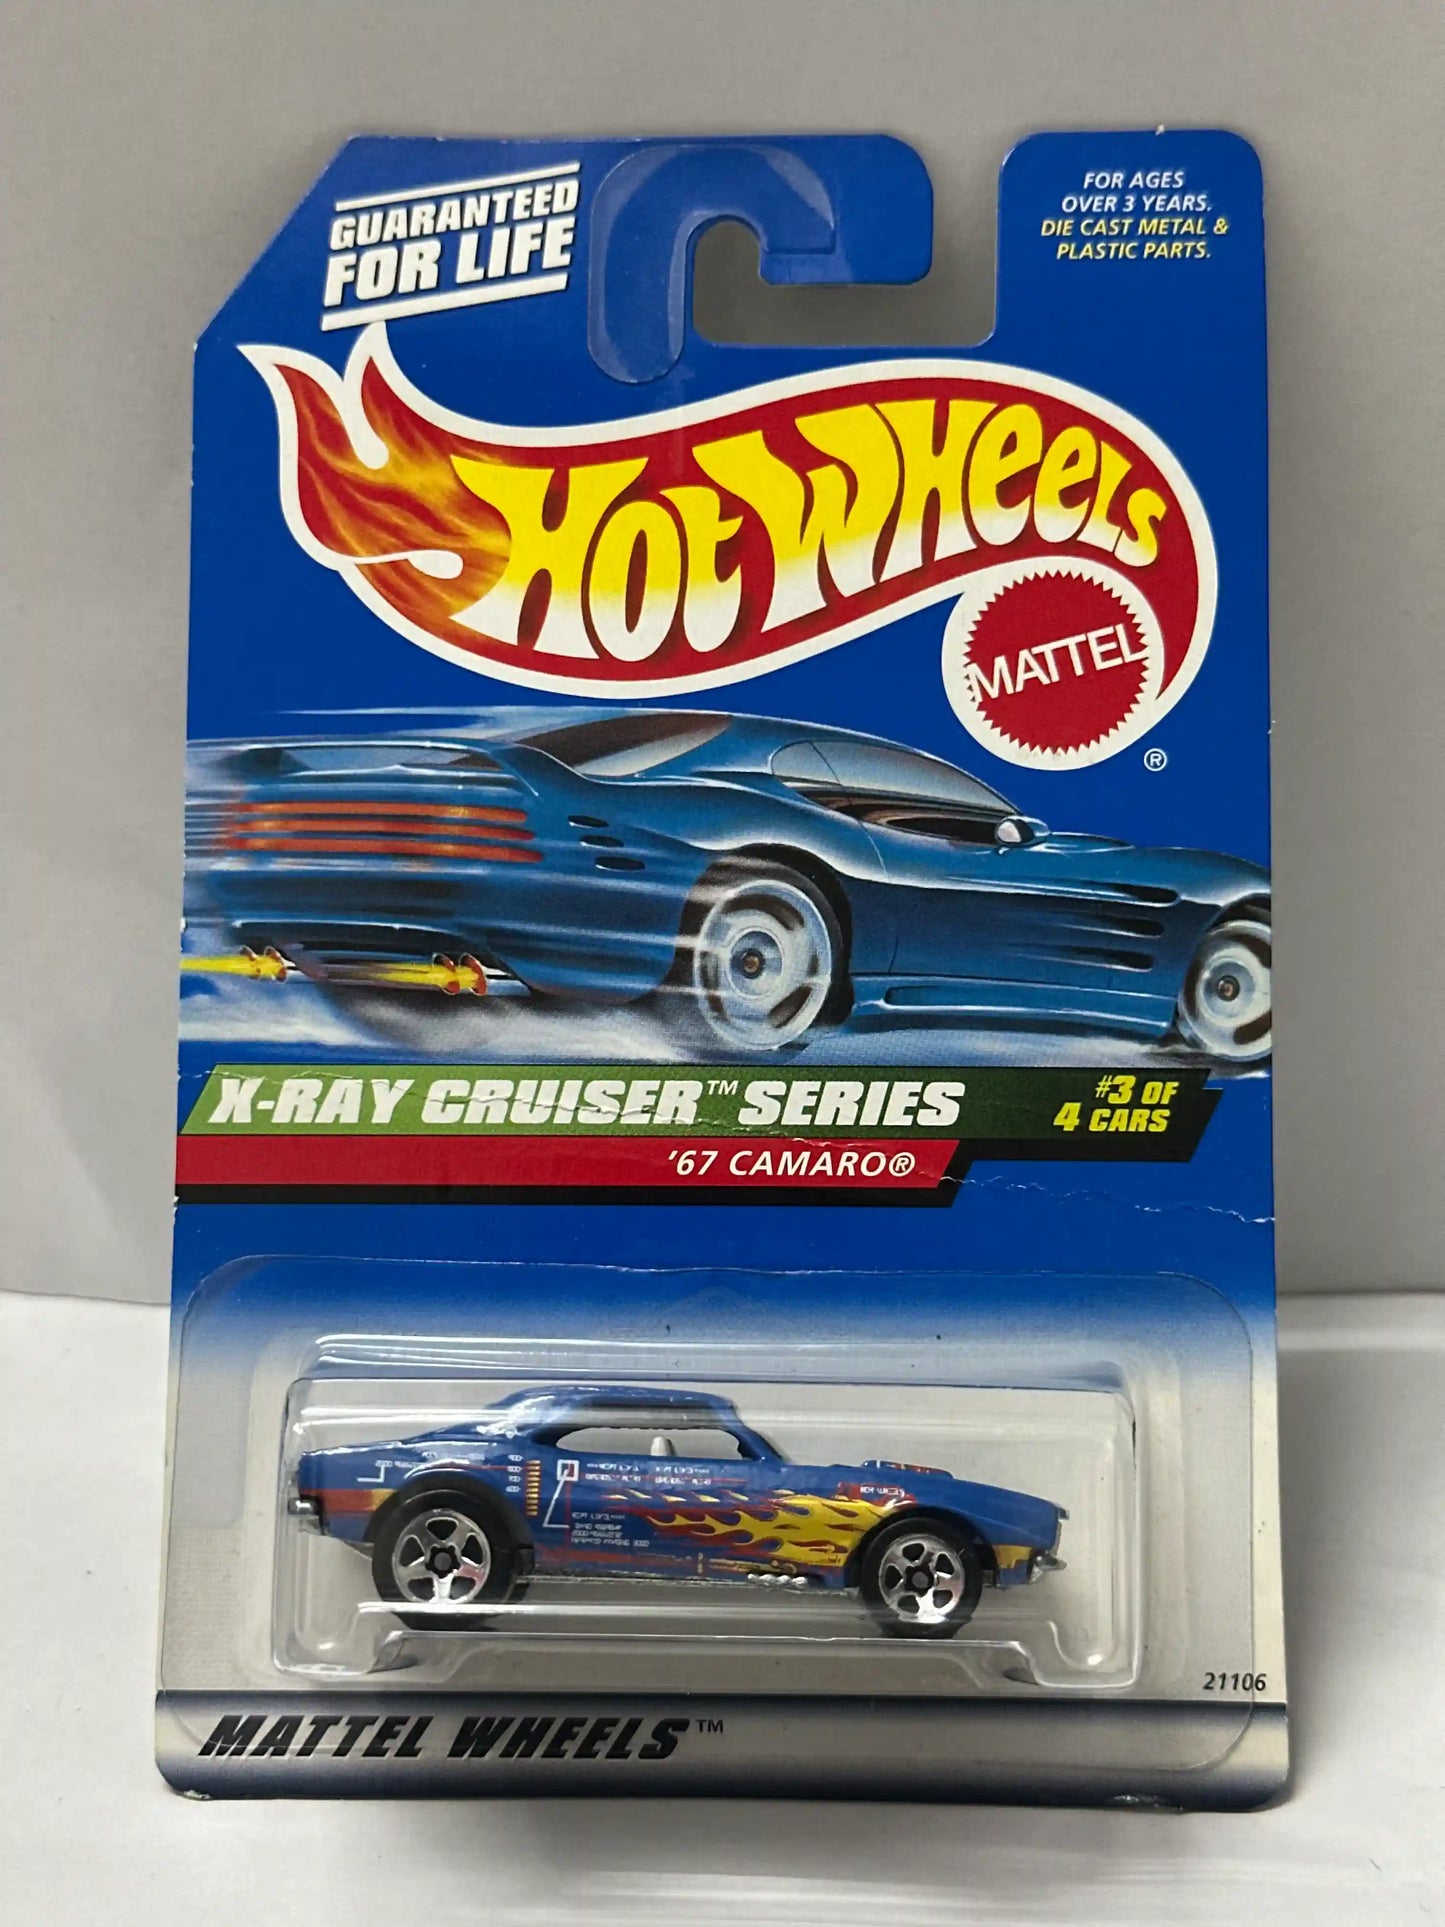 GUARANTEED
FOR LIFE
FOR AGES
OVER 3 YEARS.
DIE CAST METAL &
PLASTIC PARTS.
HOT WHEELS
MATTEL
®
X-RAY CRUISER™ SERIES
#3 OF
4 CARS
'67 CAMARO®
21106
MATTEL WHEELS™